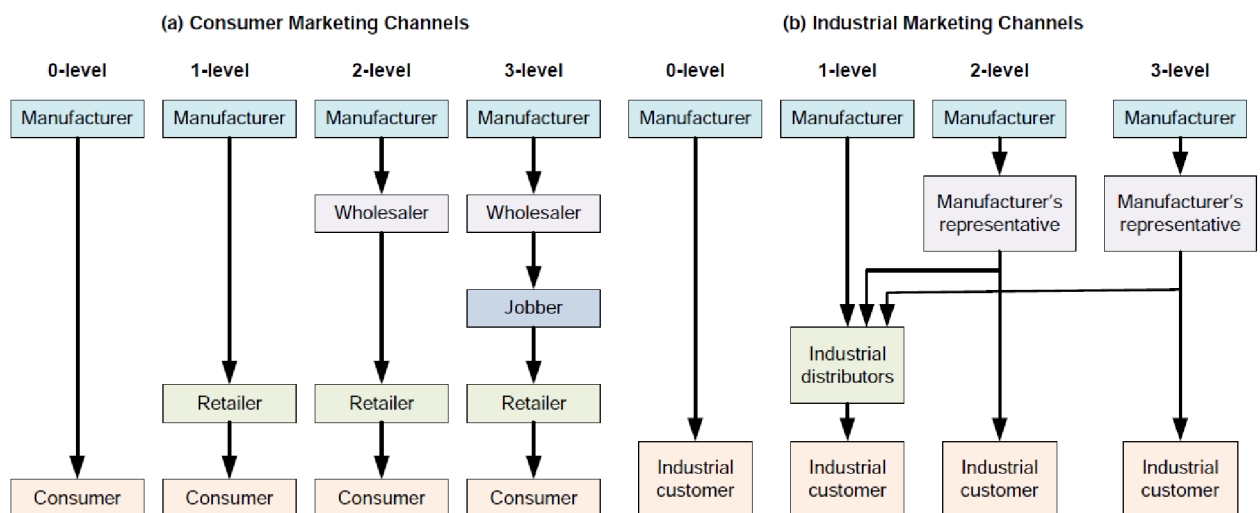 (a) Consumer Marketing Channels
0-level
1-level
2-level
3-level
Manufacturer
Manufacturer
Manufacturer
Manufacturer
Wholesaler
Wholesaler
Jobber
Retailer
Retailer
Retailer
Consumer
Consumer
Consumer
Consumer
(b) Industrial Marketing Channels
0-level
1-level
2-level
3-level
Manufacturer
Manufacturer
Manufacturer
Manufacturer
Manufacturer's
representative
Manufacturer's
representative
Industrial
distributors
Industrial
customer
Industrial
customer
Industrial
customer
Industrial
customer